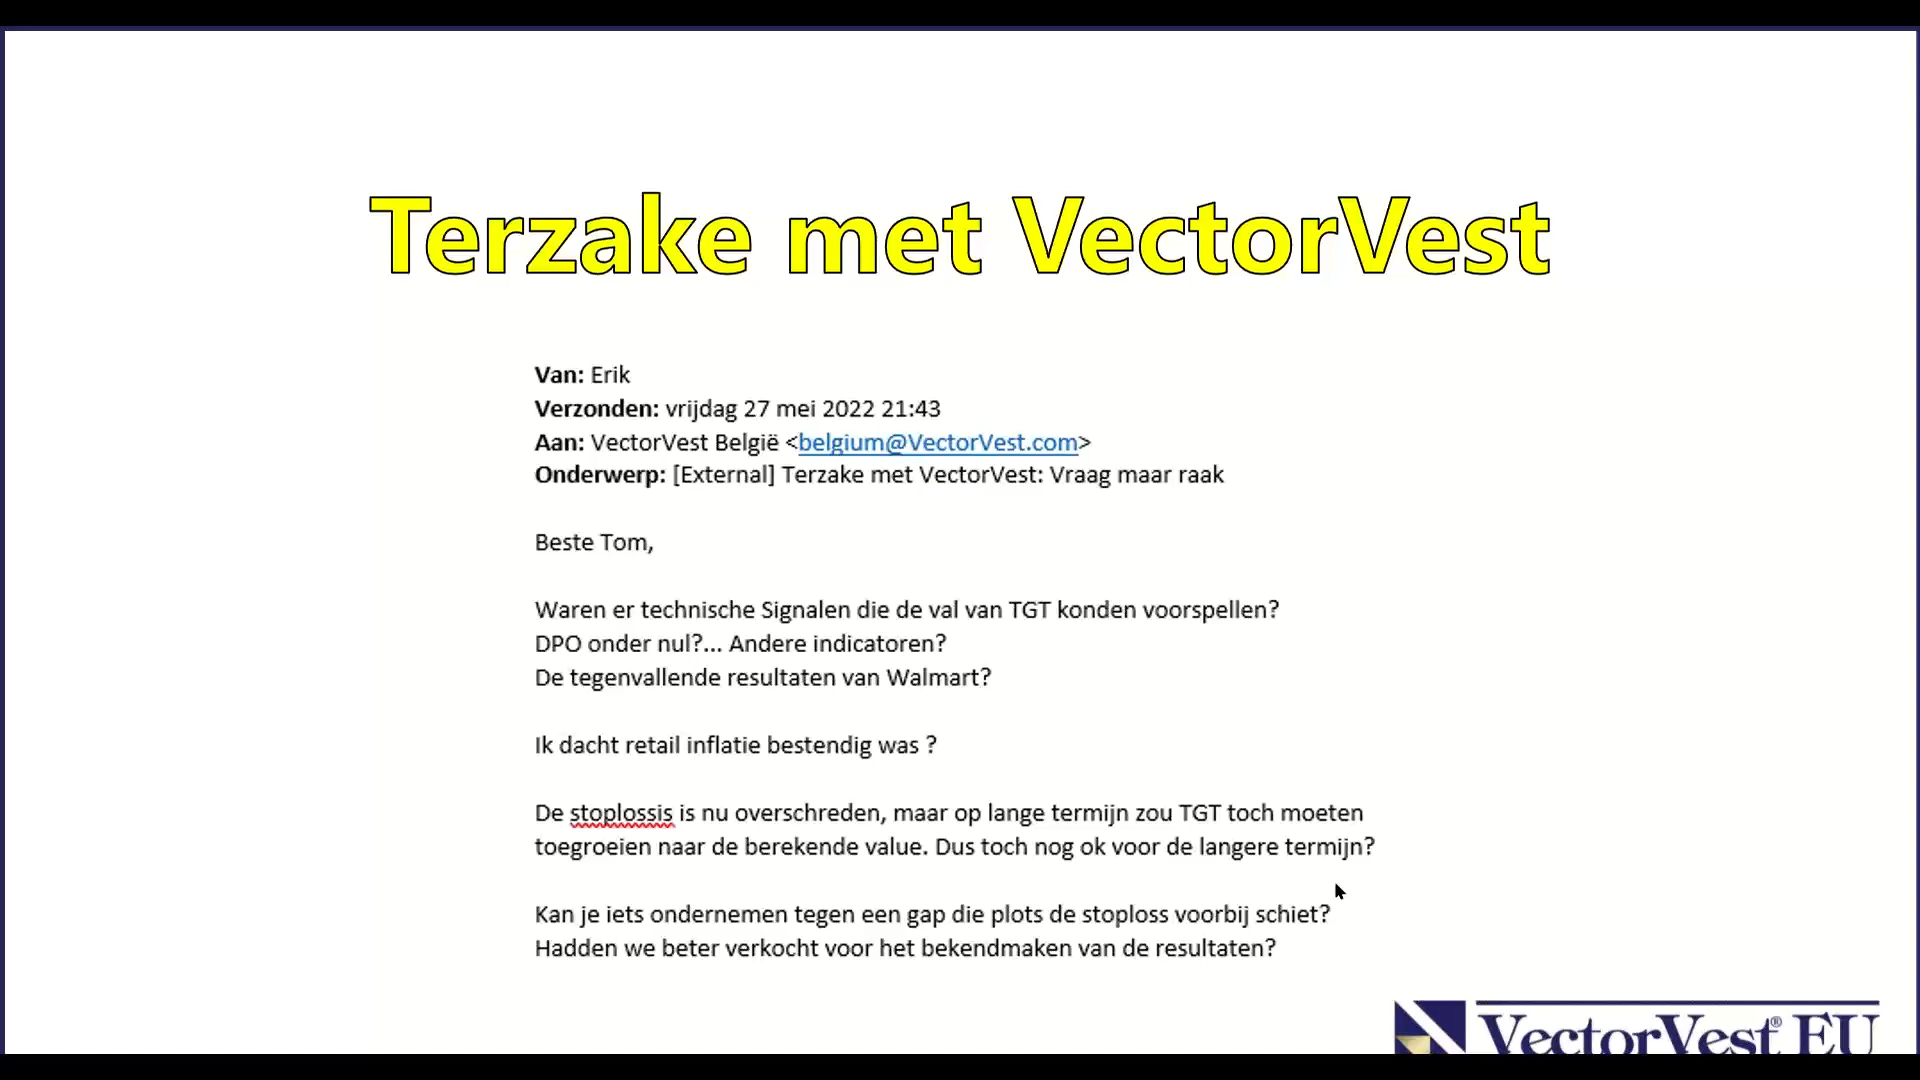 Terzake met VectorVest
Van: Erik
Verzonden: vrijdag 27 mei 2022 21:43
Aan: VectorVest België <belgium@VectorVest.com>
Onderwerp: [External] Terzake met VectorVest: Vraag maar raak
Beste Tom,
Waren er technische Signalen die de val van TGT konden voorspellen?
DPO onder nul?... Andere indicatoren?
De tegenvallende resultaten van Walmart?
Ik dacht retail inflatie bestendig was ?
De stoplossis is nu overschreden, maar op lange termijn zou TGT toch moeten
toegroeien naar de berekende value. Dus toch nog ok voor de langere termijn?
Kan je iets ondernemen tegen een gap die plots de stoploss voorbij schiet?
Hadden we beter verkocht voor het bekendmaken van de resultaten?
VectorVest® EU